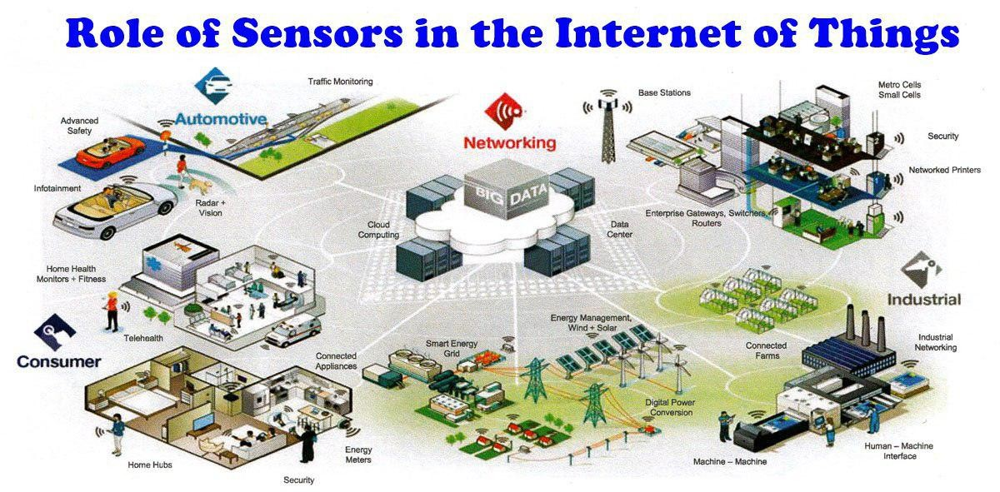 Role of Sensors in the Internet of Things
Automotive
Traffic Monitoring
Advanced
Safety
Infotainment
Radar +
Vision
Networking
BIG DATA
Cloud
Computing
Data
Center
Base Stations
Metro Cells
Small Cells
Security
Networked Printers
Enterprise Gateways, Switchers,
Routers
Home Health
Monitors + Fitness
Telehealth
Consumer
Connected
Appliances
Home Hubs
Security
Energy
Meters
Smart Energy
Grid
Energy Management,
Wind + Solar
Digital Power
Conversion
Industrial
Connected
Farms
Industrial
Networking
Machine – Machine
Human – Machine
Interface